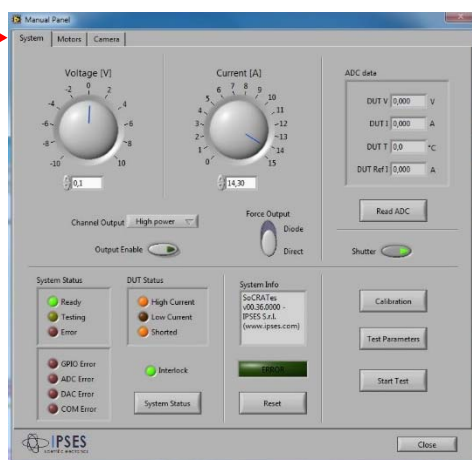 Manual Panel
System Motors Camera
Voltage [V]
-2 0 2
-4 4
-6 6
-8 8
-10 10
0,1
Current [A]
6 7 8 9
5 10
4 11
3 12
2 13
1 14
0 15
14,30
ADC data
DUT V 0,000 V
DUT I 0,000 A
DUT T 0,0 °C
DUT Ref I 0,000 A
Read ADC
Channel Output High power
Output Enable
Force Output
Diode
Direct
Shutter
System Status
Ready
Testing
Error
GPIO Error
ADC Error
DAC Error
COM Error
DUT Status
High Current
Low Current
Shorted
Interlock
System Status
System Info
SoCRATes
v00.36.0000 -
IPSES S.r.l.
(www.ipses.com)
ERROR
Reset
Calibration
Test Parameters
Start Test
IPSES
scientific electronics
Close